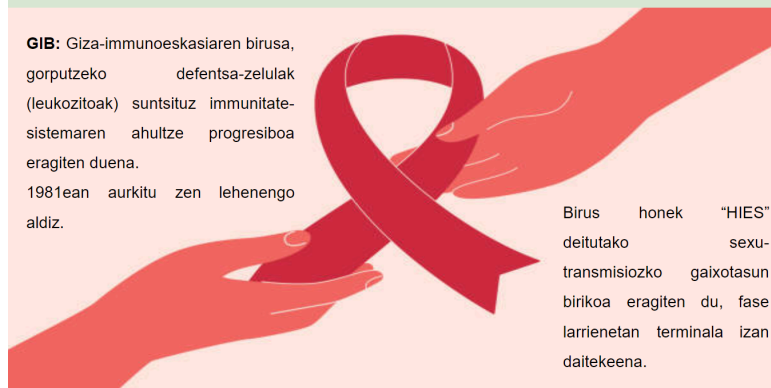 GIB: Giza-immunoeskasiaren birusa,
gorputzeko defentsa-zelulak
(leukozitoak) suntsituz immunitate-
sistemaren ahultze progresiboa
eragiten duena.
1981ean aurkitu zen lehenengo
aldiz.
Birus honek “HIES”
deitutako sexu-
transmisiozko gaixotasun
birikoa eragiten du, fase
larrienetan terminala izan
daitekeena.